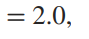 = 2.0,